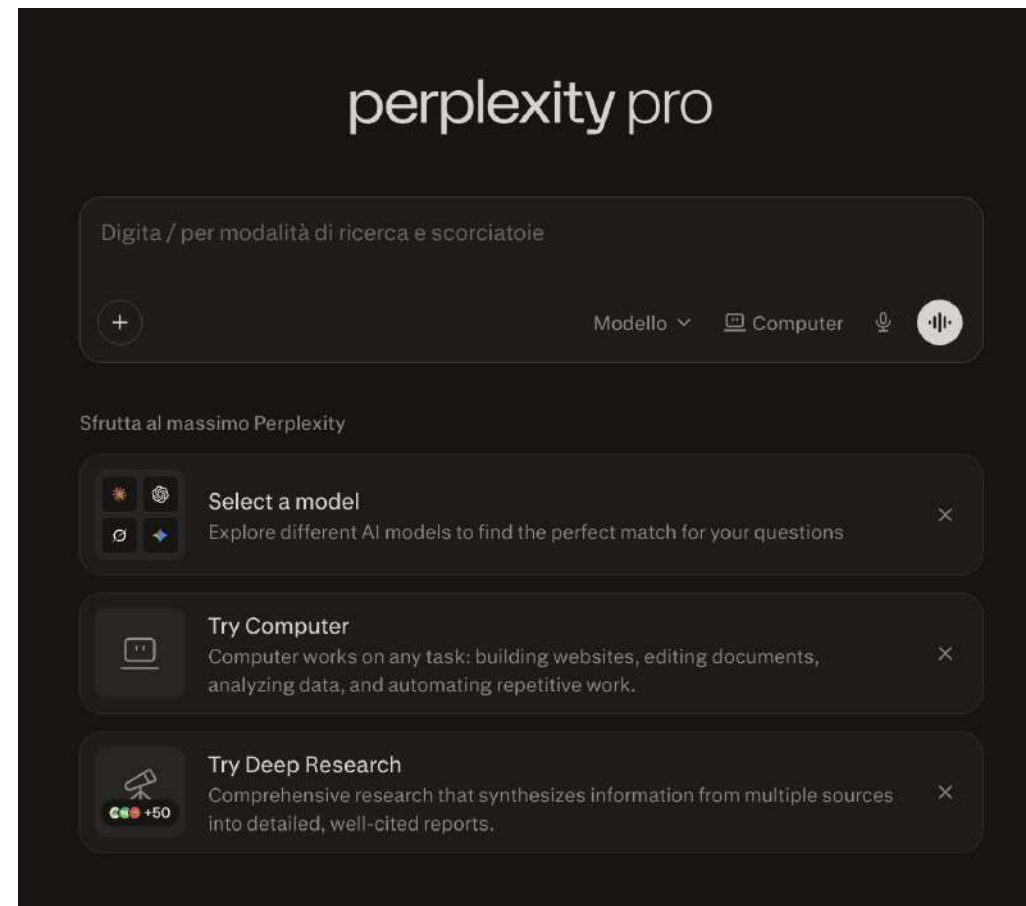 perplexity pro
Digita / per modalità di ricerca e scorciatoie
Modello
Computer
Sfrutta al massimo Perplexity
Select a model
Explore different AI models to find the perfect match for your questions
Try Computer
Computer works on any task: building websites, editing documents,
analyzing data, and automating repetitive work.
Try Deep Research
Comprehensive research that synthesizes information from multiple sources
into detailed, well-cited reports.
+50